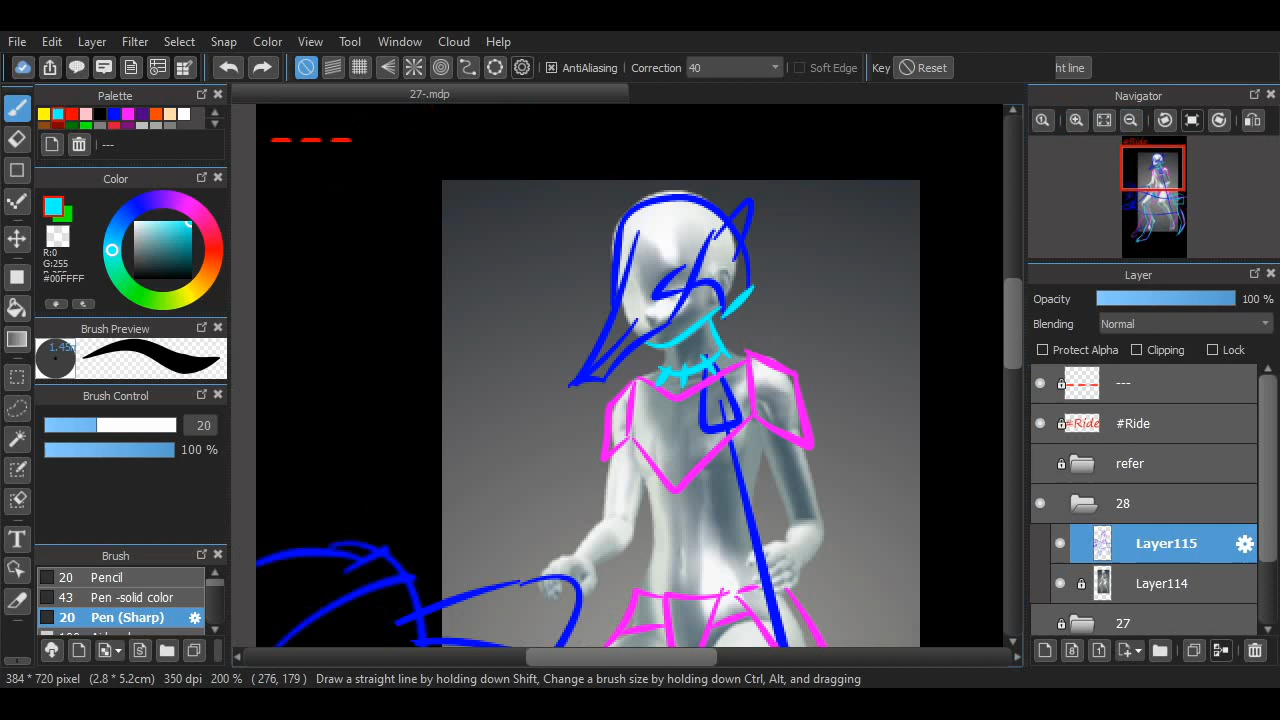 File Edit Layer Filter Select Snap Color View Tool Window Cloud Help
AntiAliasing Correction 40 Soft Edge Key Reset ht line
Palette
---
Color
R:0
G:255
#00FFFF
Brush Preview
1.45
Brush Control
20
100 %
Brush
20 Pencil
43 Pen -solid color
20 Pen (Sharp)
27-.mdp
Navigator
#Ride
Layer
Opacity 100 %
Blending Normal
Protect Alpha Clipping Lock
---
#Ride #Ride
refer
28
Layer115
Layer114
27
384 * 720 pixel (2.8 * 5.2cm) 350 dpi 200 % ( 276, 179 ) Draw a straight line by holding down Shift, Change a brush size by holding down Ctrl, Alt, and dragging